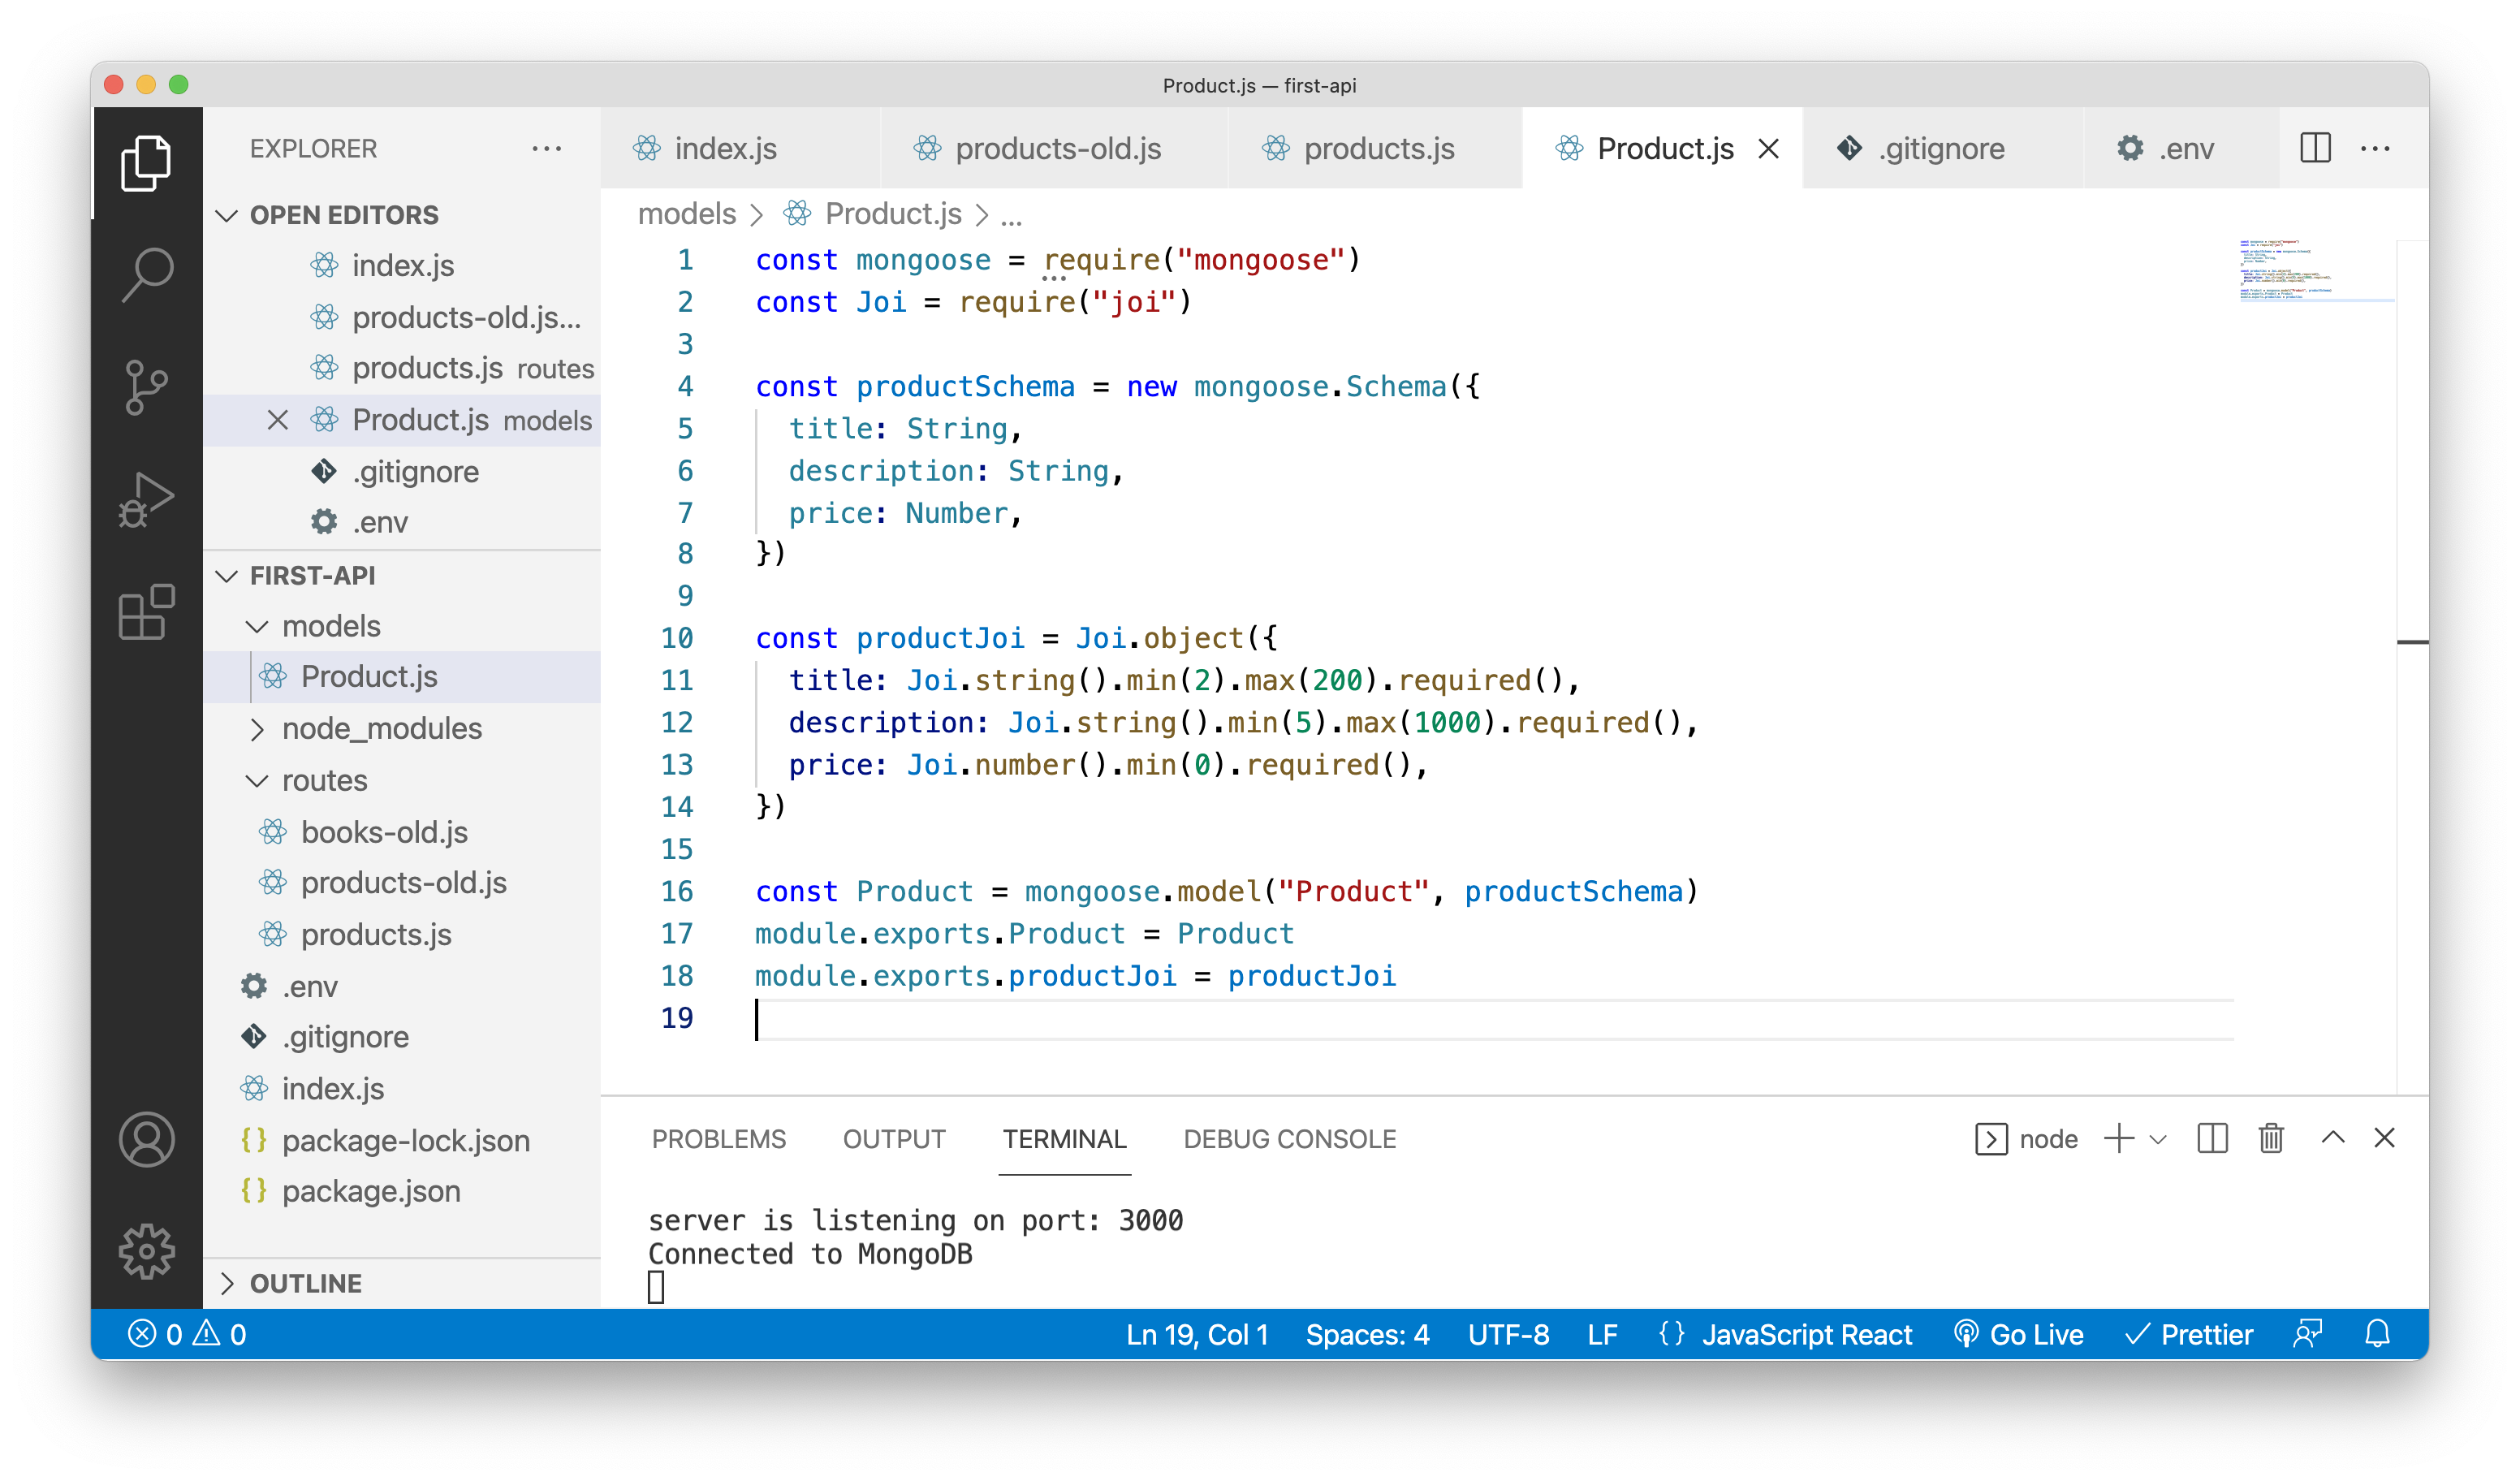 Product.js — first-api
EXPLORER
index.js
products-old.js
products.js
Product.js
.gitignore
.env
OPEN EDITORS
index.js
products-old.js...
products.js routes
Product.js models
.gitignore
.env
FIRST-API
models
Product.js
node_modules
routes
books-old.js
products-old.js
products.js
.env
.gitignore
index.js
{ } package-lock.json
{ } package.json
OUTLINE
models > Product.js > ...
1 const mongoose = require("mongoose")
2 const Joi = require("joi")
3
4 const productSchema = new mongoose.Schema({
5 title: String,
6 description: String,
7 price: Number,
8 })
9
10 const productJoi = Joi.object({
11 title: Joi.string().min(2).max(200).required(),
12 description: Joi.string().min(5).max(1000).required(),
13 price: Joi.number().min(0).required(),
14 })
15
16 const Product = mongoose.model("Product", productSchema)
17 module.exports.Product = Product
18 module.exports.productJoi = productJoi
19
PROBLEMS OUTPUT TERMINAL DEBUG CONSOLE
node
server is listening on port: 3000
Connected to MongoDB
0 0
Ln 19, Col 1 Spaces: 4 UTF-8 LF { } JavaScript React Go Live Prettier